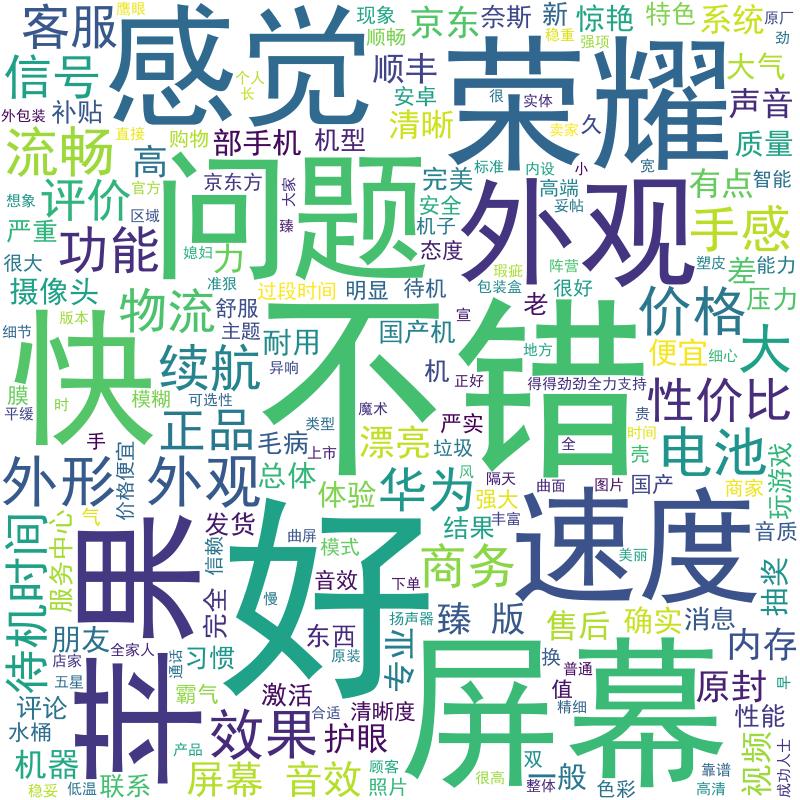 鹰眼
客服
感觉
现象
顺畅
京东
奈斯
新
惊艳
特色
系统
原厂
劲
稳重
强项
荣耀
信号
补贴
外包装
个人
长
直接
顺丰
安卓
清晰
很
实体
卖家
久
大气
声音
质量
流畅
购物
部手机
机型
高
评价
官方
区域
京东方
大家
臻
问题
完美
安全
机子
态度
标准
内设
小
宽
高端
妥帖
外观
有点
智能
手感
想象
严重
很大
功能
媳妇
力
准狠
过段时间
明显
待机
瑕疵
包装盒
阵营
很好
塑皮
差
能力
压力
摄像头
物流
舒服
主题
耐用
国产机
老
宣
价格
细节
版本
快
续航
异响
不错
机
正好
地方
得得劲劲全力支持
便宜
细心
大
膜
平缓
时
模糊
可选性
魔术
类型
上市
严实
贵
性价比
手
正品
毛病
漂亮
垃圾
全
时间
壳
电池
外形
价格便宜
外观
总体
体验
华为
风
强大
隔天
曲面
图片
国产
商家
玩游戏
音质
待机时间
服务中心
气
苹果
发货
信赖
完全
曲屏
模式
音效
慢
好
结果
丰富
商务
下单
速度
美丽
抽奖
朋友
店家
五星
全家人
通话
习惯
东西
原装
扬声器
专业
臻 版
售后
确实
消息
内存
评论
水桶
霸气
激活
合适
清晰度
屏幕
换
普通
值
精细
原封
早
性能
机器
稳妥
低温
联系
产品
效果
护眼
屏幕
音效
顾客
照片
很高
双
整体
一般
色彩
靠谱
高清
视频
成功人士